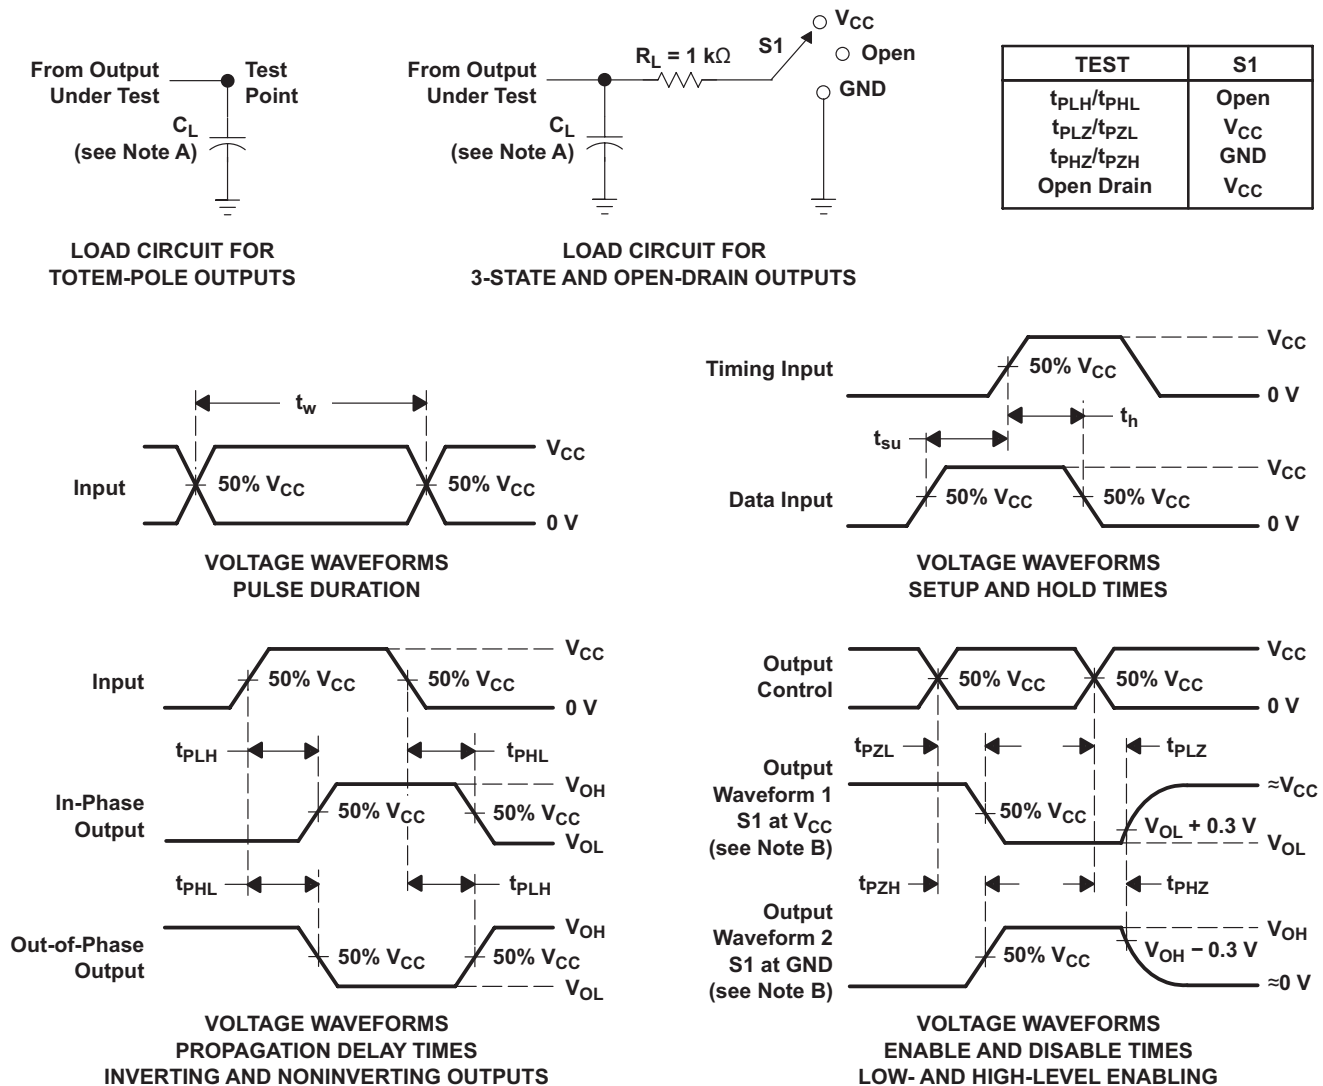 From Output
Under Test
Test
Point
CL
(see Note A)
LOAD CIRCUIT FOR
TOTEM-POLE OUTPUTS
From Output
Under Test
RL = 1 kΩ
S1
VCC
Open
GND
CL
(see Note A)
LOAD CIRCUIT FOR
3-STATE AND OPEN-DRAIN OUTPUTS
TEST S1
tPLH/tPHL Open
tPLZ/tPZL VCC
tPHZ/tPZH GND
Open Drain VCC
tw
Input
50% VCC
50% VCC
VCC
0 V
VOLTAGE WAVEFORMS
PULSE DURATION
Timing Input
50% VCC
VCC
0 V
tsu
th
Data Input
50% VCC
50% VCC
VCC
0 V
VOLTAGE WAVEFORMS
SETUP AND HOLD TIMES
Input
50% VCC
50% VCC
VCC
0 V
tPLH
tPHL
In-Phase
Output
50% VCC
50% VCC
VOH
VOL
tPHL
tPLH
Out-of-Phase
Output
50% VCC
50% VCC
VOH
VOL
VOLTAGE WAVEFORMS
PROPAGATION DELAY TIMES
INVERTING AND NONINVERTING OUTPUTS
Output
Control
50% VCC
50% VCC
VCC
0 V
tPZL
tPLZ
Output
Waveform 1
S1 at VCC
(see Note B)
50% VCC
VOL + 0.3 V
≈VCC
VOL
tPZH
tPHZ
Output
Waveform 2
S1 at GND
(see Note B)
50% VCC
VOH − 0.3 V
VOH
≈0 V
VOLTAGE WAVEFORMS
ENABLE AND DISABLE TIMES
LOW- AND HIGH-LEVEL ENABLING